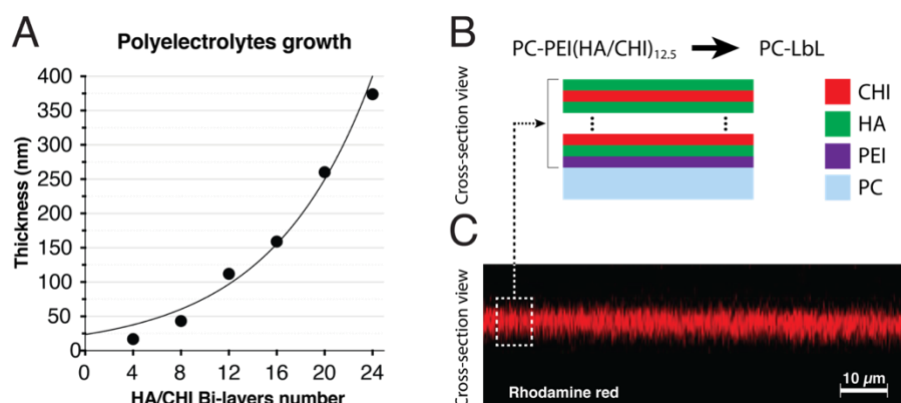 A
Polyelectrolytes growth
Thickness (nm)
400
350
300
250
200
150
100
50
0
0 4 8 12 16 20 24
HA/CHI Bi-layers number
B
PC-PEI(HA/CHI)12.5 PC-LbL
Cross-section view
CHI
HA
PEI
PC
C
Cross-section view
Rhodamine red
10 µm